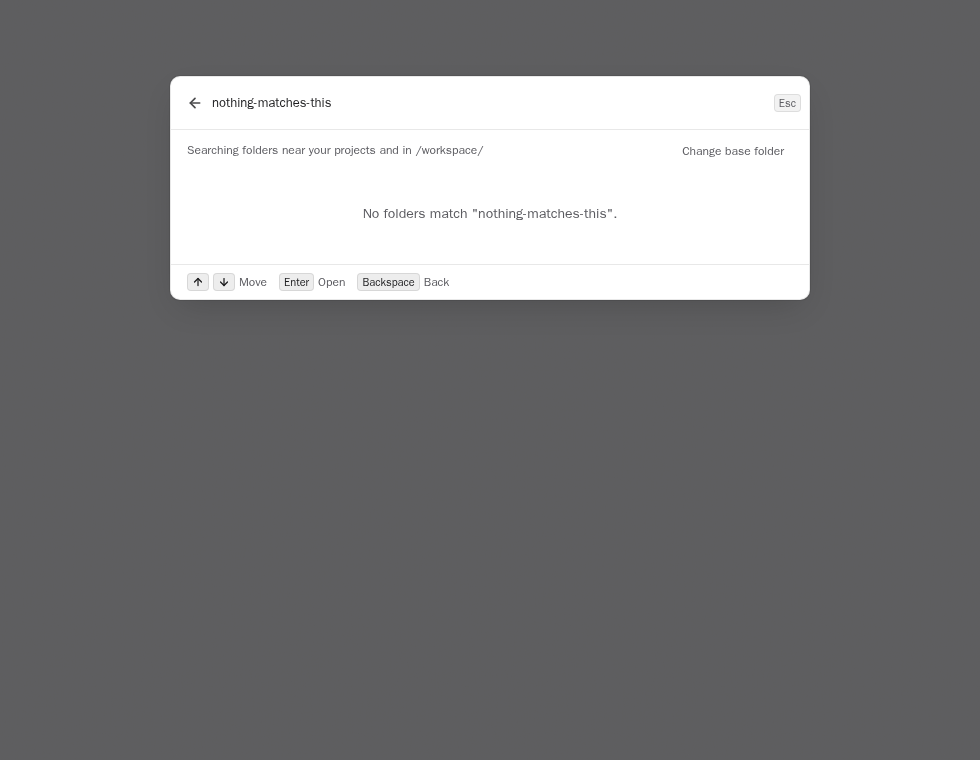 nothing-matches-this Esc
Searching folders near your projects and in /workspace/ Change base folder
No folders match "nothing-matches-this".
↑ ↓ Move Enter Open Backspace Back